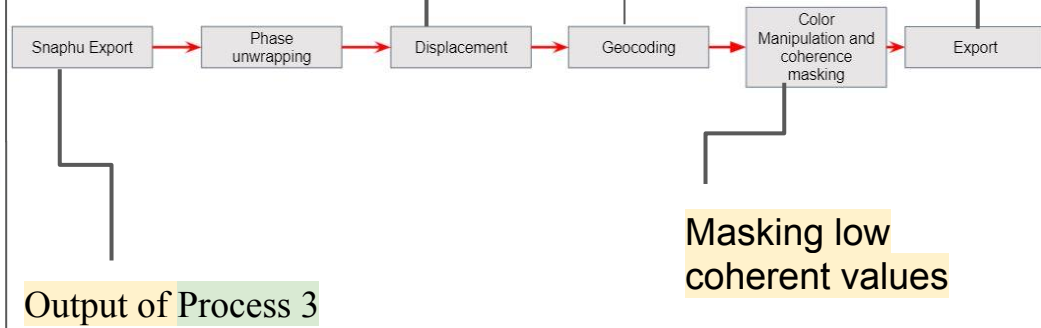 Snaphu Export
Phase
unwrapping
Displacement
Geocoding
Color
Manipulation and
coherence
masking
Export
Masking low
coherent values
Output of Process 3